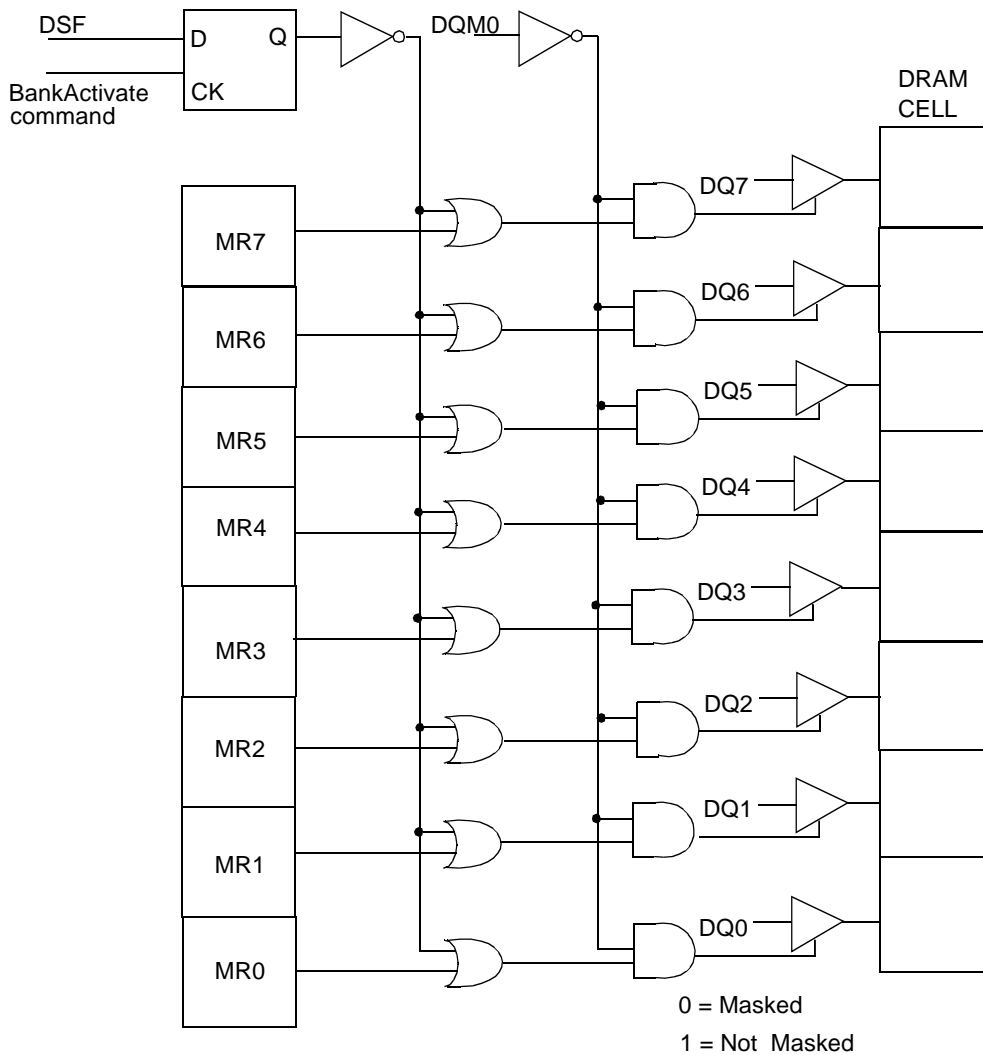 DSF
D
Q
DQM0
CK
BankActivate
command
DRAM
CELL
MR7
DQ7
MR6
DQ6
MR5
DQ5
MR4
DQ4
MR3
DQ3
MR2
DQ2
MR1
DQ1
MR0
DQ0
0 = Masked
1 = Not Masked